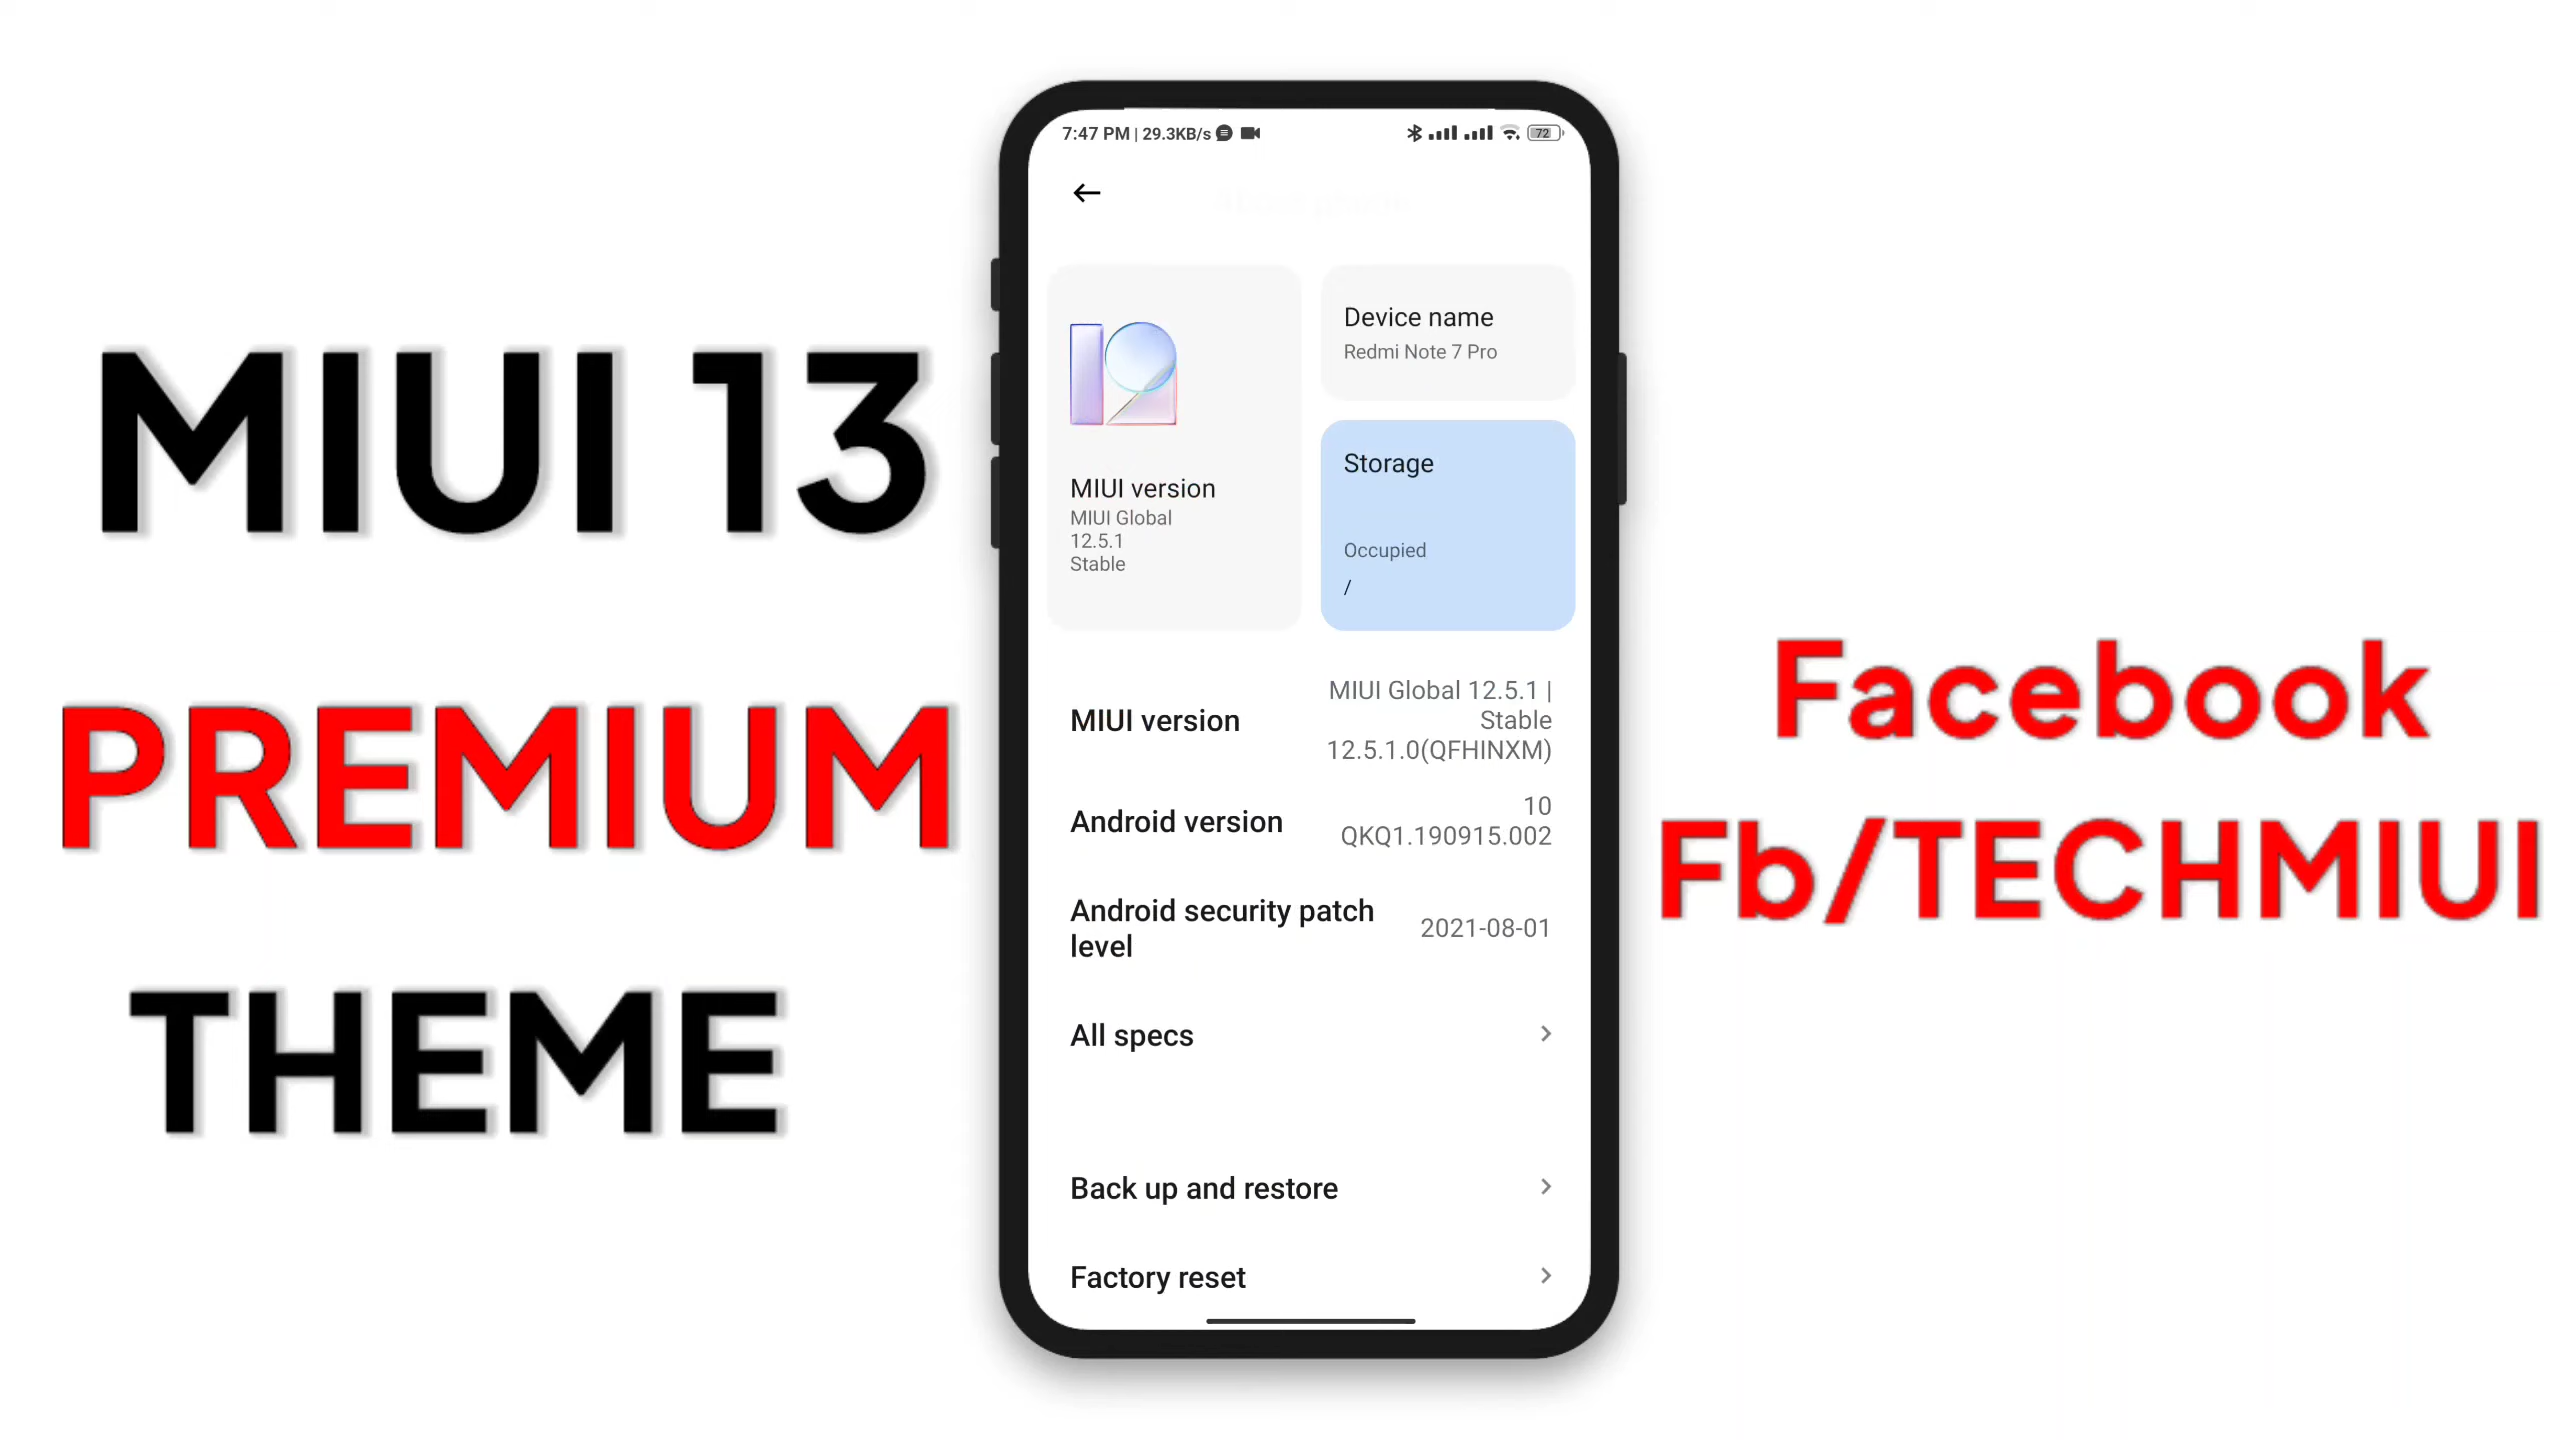 MIUI 13
PREMIUM
THEME
7:47 PM | 29.3KB/s
72
12
MIUI version
MIUI Global
12.5.1
Stable
Device name
Redmi Note 7 Pro
Storage
Occupied
/
MIUI version
MIUI Global 12.5.1 |
Stable
12.5.1.0(QFHINXM)
Android version
10
QKQ1.190915.002
Android security patch
level
2021-08-01
All specs
Back up and restore
Factory reset
Facebook
Fb/TECHMIUI